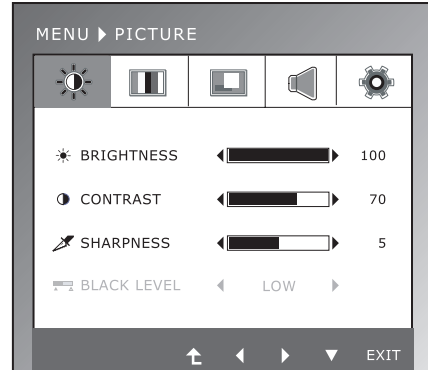 MENU PICTURE
BRIGHTNESS 100
CONTRAST 70
SHARPNESS 5
BLACK LEVEL LOW
EXIT